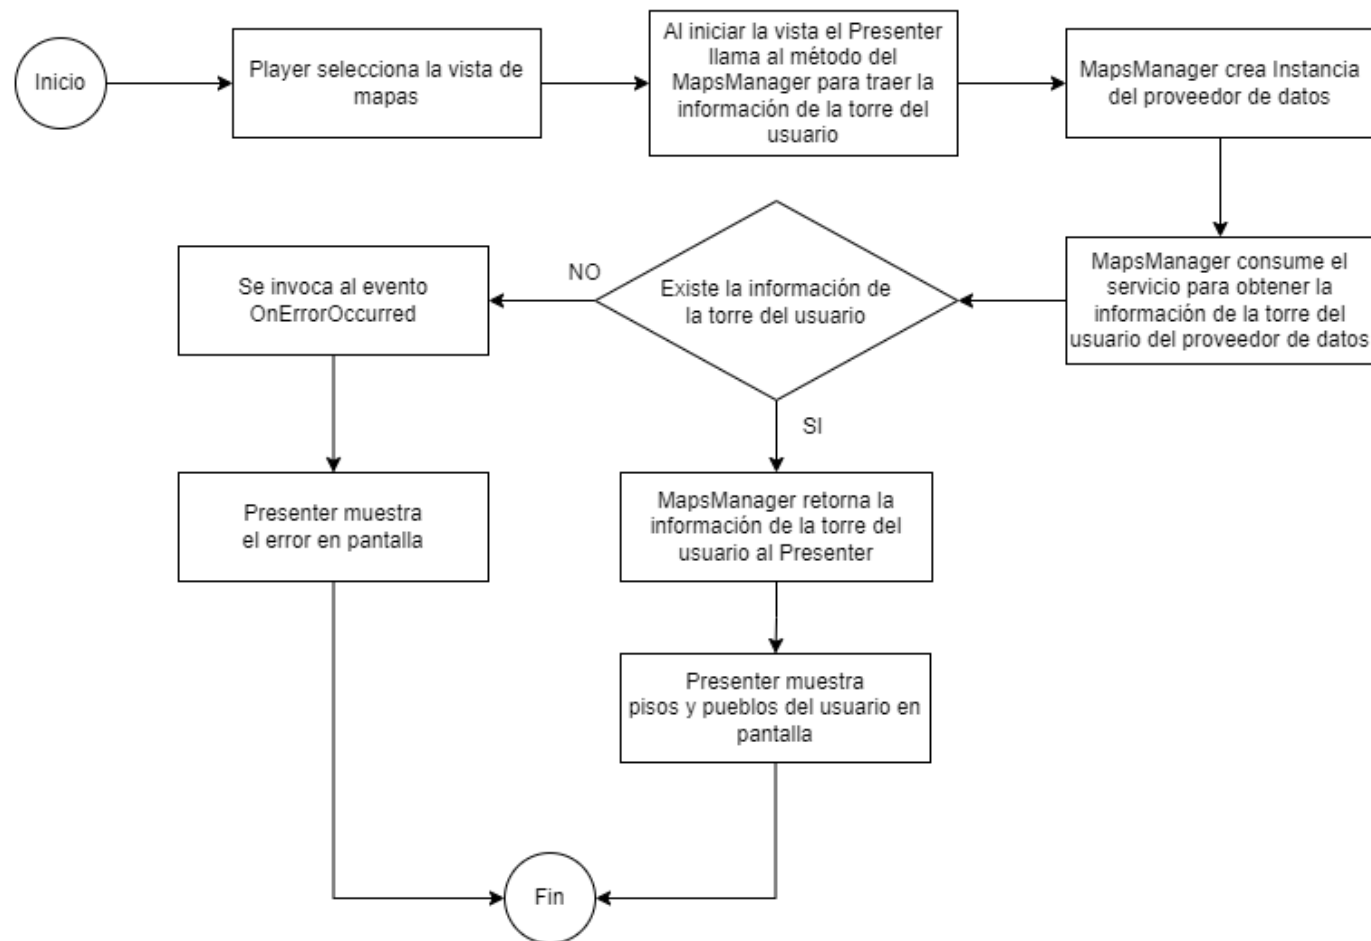 Inicio
Player selecciona la vista de
mapas
Al iniciar la vista el Presenter
llama al método del
MapsManager para traer la
información de la torre del
usuario
MapsManager crea Instancia
del proveedor de datos
MapsManager consume el
servicio para obtener la
información de la torre del
usuario del proveedor de datos
Existe la información de
la torre del usuario
NO
Se invoca al evento
OnErrorOccurred
Presenter muestra
el error en pantalla
SI
MapsManager retorna la
información de la torre del
usuario al Presenter
Presenter muestra
pisos y pueblos del usuario en
pantalla
Fin